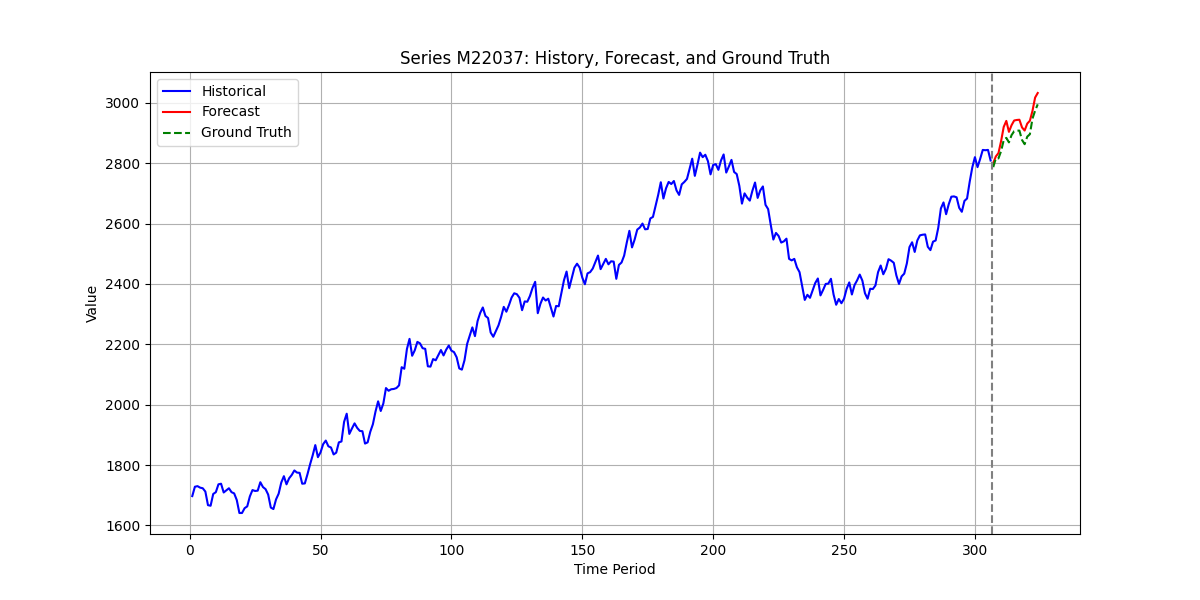 Series M22037: History, Forecast, and Ground Truth
Historical
Forecast
Ground Truth
3000
2800
2600
2400
2200
2000
1800
1600
Value
0
50
100
150
200
250
300
Time Period